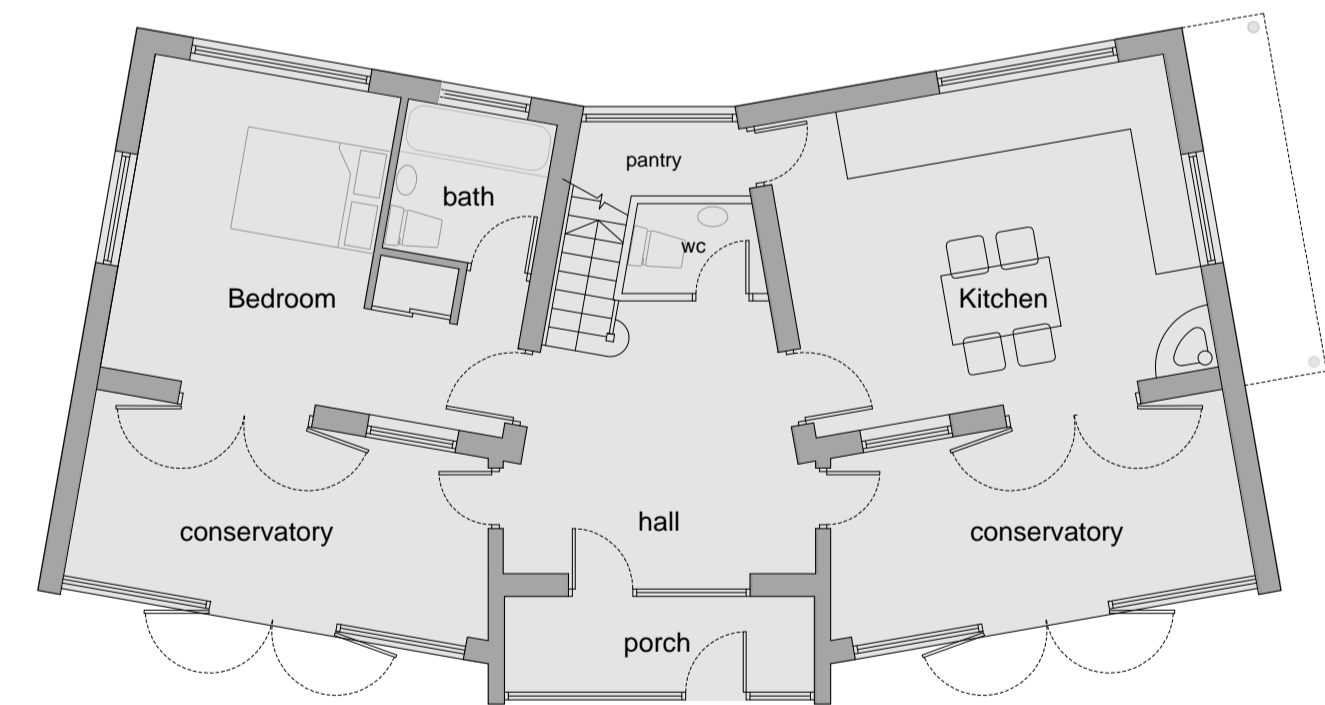 pantry
bath
wc
Bedroom
Kitchen
hall
conservatory
conservatory
porch